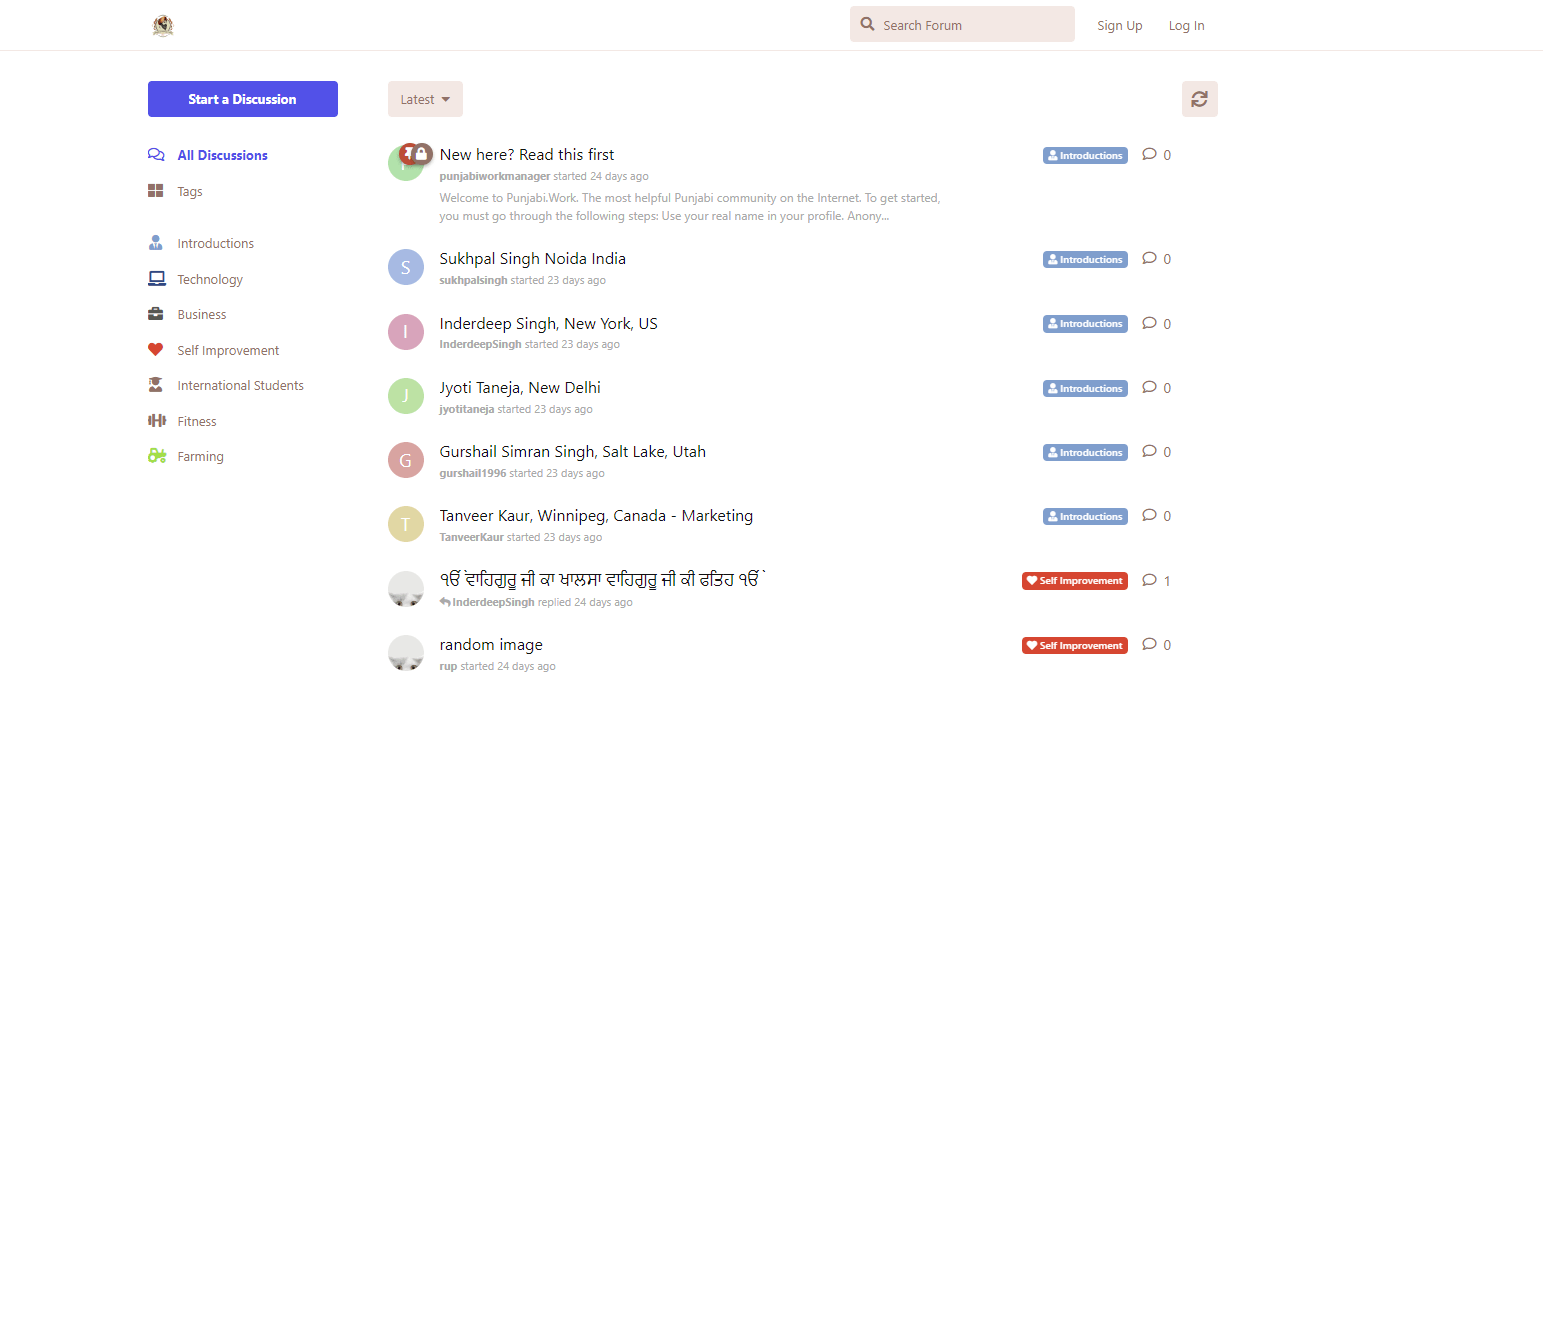 Search Forum
Sign Up
Log In
Start a Discussion
Latest
All Discussions
Tags
Introductions
Technology
Business
Self Improvement
International Students
Fitness
Farming
New here? Read this first
Introductions
0
punjabiworkmanager started 24 days ago
Welcome to Punjabi.Work. The most helpful Punjabi community on the Internet. To get started,
you must go through the following steps: Use your real name in your profile. Anony...
S
Sukhpal Singh Noida India
Introductions
0
sukhpalsingh started 23 days ago
I
Inderdeep Singh, New York, US
Introductions
0
InderdeepSingh started 23 days ago
J
Jyoti Taneja, New Delhi
Introductions
0
jyotitaneja started 23 days ago
G
Gurshail Simran Singh, Salt Lake, Utah
Introductions
0
gurshail1996 started 23 days ago
T
Tanveer Kaur, Winnipeg, Canada - Marketing
Introductions
0
TanveerKaur started 23 days ago
ੴ ਵਾਹਿਗੁਰੂ ਜੀ ਕਾ ਖਾਲਸਾ ਵਾਹਿਗੁਰੂ ਜੀ ਕੀ ਫਤਿਹ ੴ
Self Improvement
1
InderdeepSingh replied 24 days ago
random image
Self Improvement
0
rup started 24 days ago